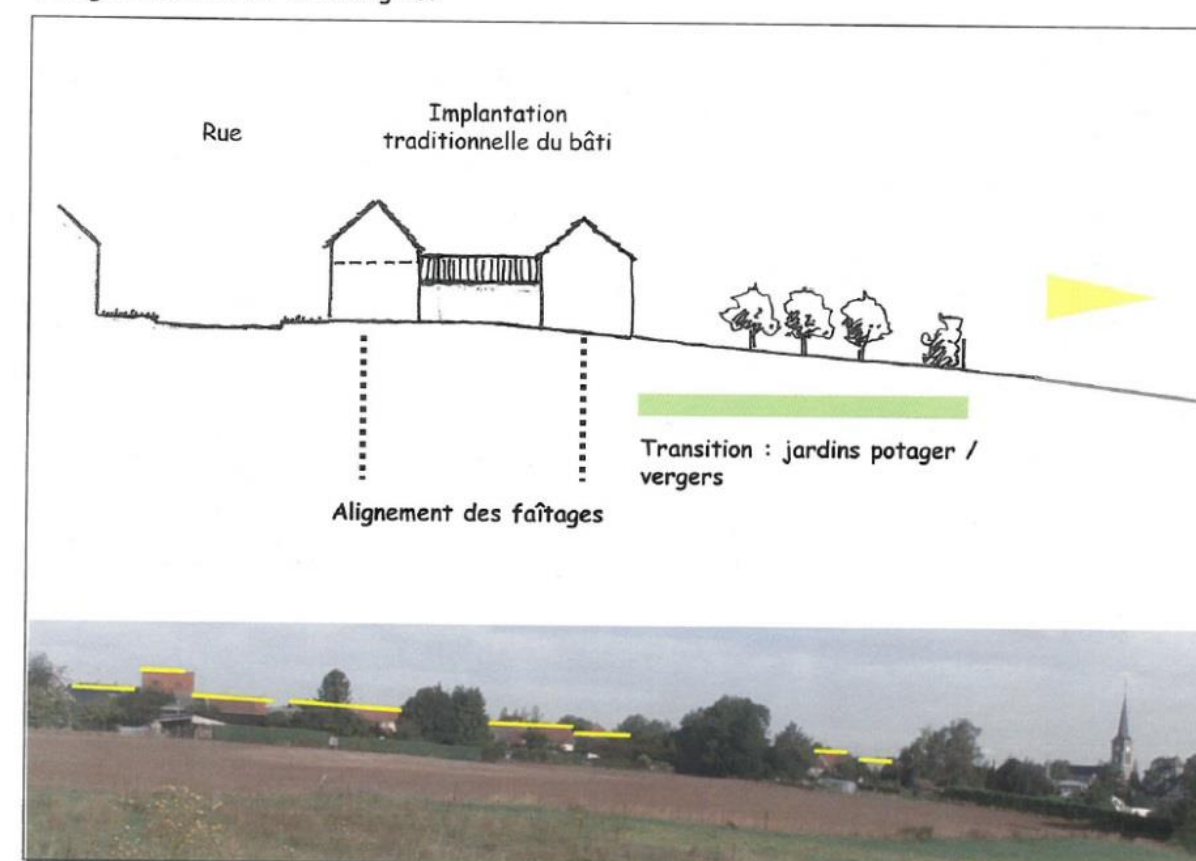 Rue
Implantation
traditionnelle du bâti
Transition : jardins potager /
vergers
Alignement des faîtages